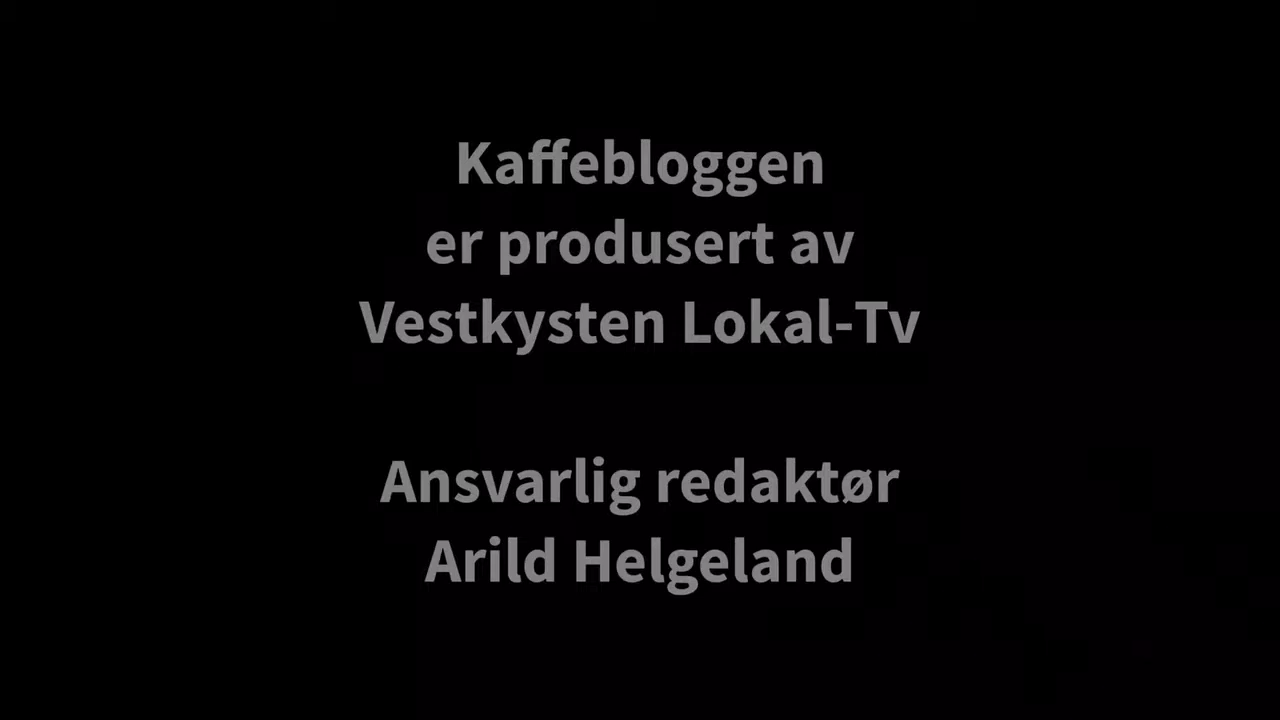 Kaffebloggen
er produsert av
Vestkysten Lokal-Tv
Ansvarlig redaktør
Arild Helgeland